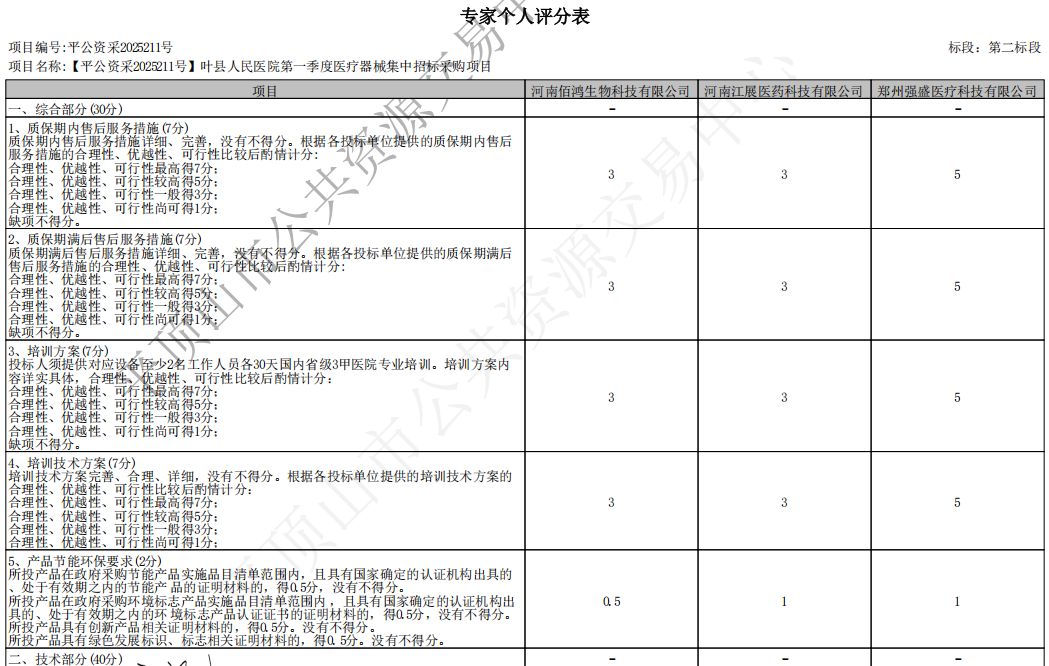 专家个人评分表
项目编号:平公资采2025211号 标段：第二标段
项目名称:【平公资采2025211号】叶县人民医院第一季度医疗器械集中招标采购项目
项目 河南佰鸿生物科技有限公司 河南江展医药科技有限公司 郑州强盛医疗科技有限公司
一、综合部分(30分) - - -
1、质保期内售后服务措施(7分)
质保期内售后服务措施详细、完善，没有不得分。根据各投标单位提供的质保期内售后
服务措施的合理性、优越性、可行性比较后酌情计分:
合理性、优越性、可行性最高得7分;
合理性、优越性、可行性较高得5分;
合理性、优越性、可行性一般得3分;
合理性、优越性、可行性尚可得1分;
缺项不得分。
3 3 5
2、质保期满后售后服务措施(7分)
质保期满后售后服务措施详细、完善，没有不得分。根据各投标单位提供的质保期满后
售后服务措施的合理性、优越性、可行性比较后酌情计分:
合理性、优越性、可行性最高得7分;
合理性、优越性、可行性较高得5分;
合理性、优越性、可行性一般得3分;
合理性、优越性、可行性尚可得1分;
缺项不得分。
3 3 5
3、培训方案(7分)
投标人须提供对应设备至少2名工作人员各30天国内省级3甲医院专业培训。培训方案内
容详实具体，合理性、优越性、可行性比较后酌情计分:
合理性、优越性、可行性最高得7分;
合理性、优越性、可行性较高得5分;
合理性、优越性、可行性一般得3分;
合理性、优越性、可行性尚可得1分;
缺项不得分。
3 3 5
4、培训技术方案(7分)
培训技术方案完善、合理、详细，没有不得分。根据各投标单位提供的培训技术方案的
合理性、优越性、可行性比较后酌情计分:
合理性、优越性、可行性最高得7分;
合理性、优越性、可行性较高得5分;
合理性、优越性、可行性一般得3分;
合理性、优越性、可行性尚可得1分;
3 3 5
5、产品节能环保要求(2分)
所投产品在政府采购节能产品实施品目清单范围内，且具有国家确定的认证机构出具的
、处于有效期之内的节能产品的证明材料的，得0.5分，没有不得分。
所投产品在政府采购环境标志产品实施品目清单范围内，且具有国家确定的认证机构出
具的、处于有效期之内的环境标志产品认证证书的证明材料的，得0.5分，没有不得分。
所投产品具有创新产品相关证明材料的，得0.5分。没有不得分。
所投产品具有绿色发展标识、标志相关证明材料的，得0.5分。没有不得分。
0.5 1 1
二、技术部分(40分) - - -
平顶山市公共资源交易中
平顶山市公共资源交易中心